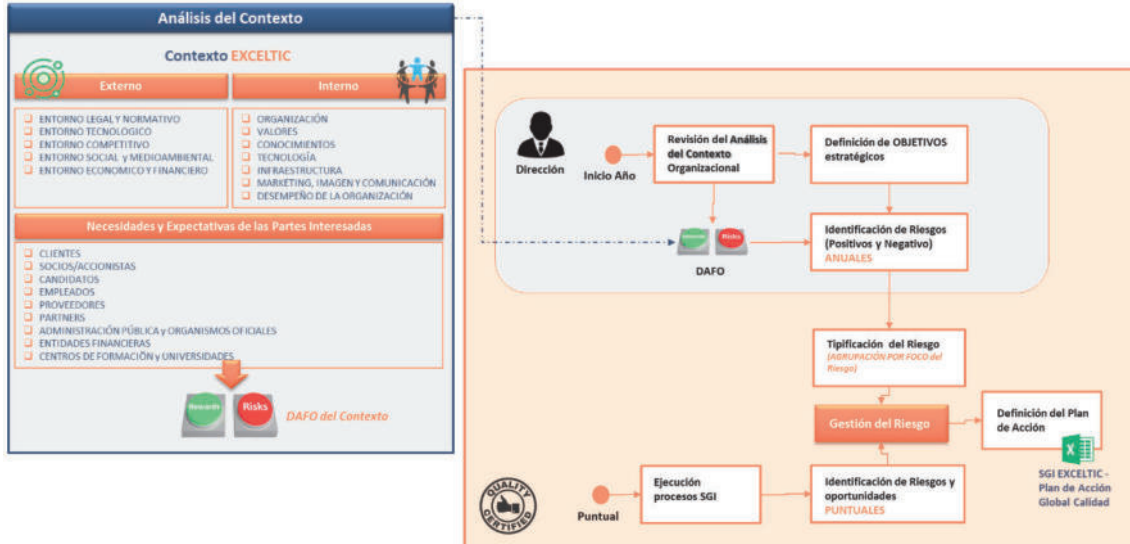 Análisis del Contexto
Contexto EXCELTIC
Externo
Interno
ENTORNO LEGAL Y NORMATIVO
ENTORNO TECNOLOGICO
ENTORNO COMPETITIVO
ENTORNO SOCIAL y MEDIOAMBIENTAL
ENTORNO ECONOMICO Y FINANCIERO
ORGANIZACIÓN
VALORES
CONOCIMIENTOS
TECNOLOGÍA
INFRAESTRUCTURA
MARKETING, IMAGEN Y COMUNICACIÓN
DESEMPEÑO DE LA ORGANIZACIÓN
Necesidades y Expectativas de las Partes Interesadas
CLIENTES
SOCIOS/ACCIONISTAS
CANDIDATOS
EMPLEADOS
PROVEEDORES
PARTNERS
ADMINISTRACIÓN PÚBLICA y ORGANISMOS OFICIALES
ENTIDADES FINANCIERAS
CENTROS DE FORMACIÓN y UNIVERSIDADES
Rewards
Risks
DAFO del Contexto
Dirección
Inicio Año
Revisión del Análisis
del Contexto
Organizacional
Definición de OBJETIVOS
estratégicos
Rewards
Risks
DAFO
Identificación de Riesgos
(Positivos y Negativo)
ANUALES
Tipificación del Riesgo
(AGRUPACIÓN POR FOCO del
Riesgo)
Gestión del Riesgo
Definición del Plan
de Acción
SGI EXCELTIC -
Plan de Acción
Global Calidad
QUALITY
CERTIFIED
Puntual
Ejecución
procesos SGI
Identificación de Riesgos y
oportunidades
PUNTUALES